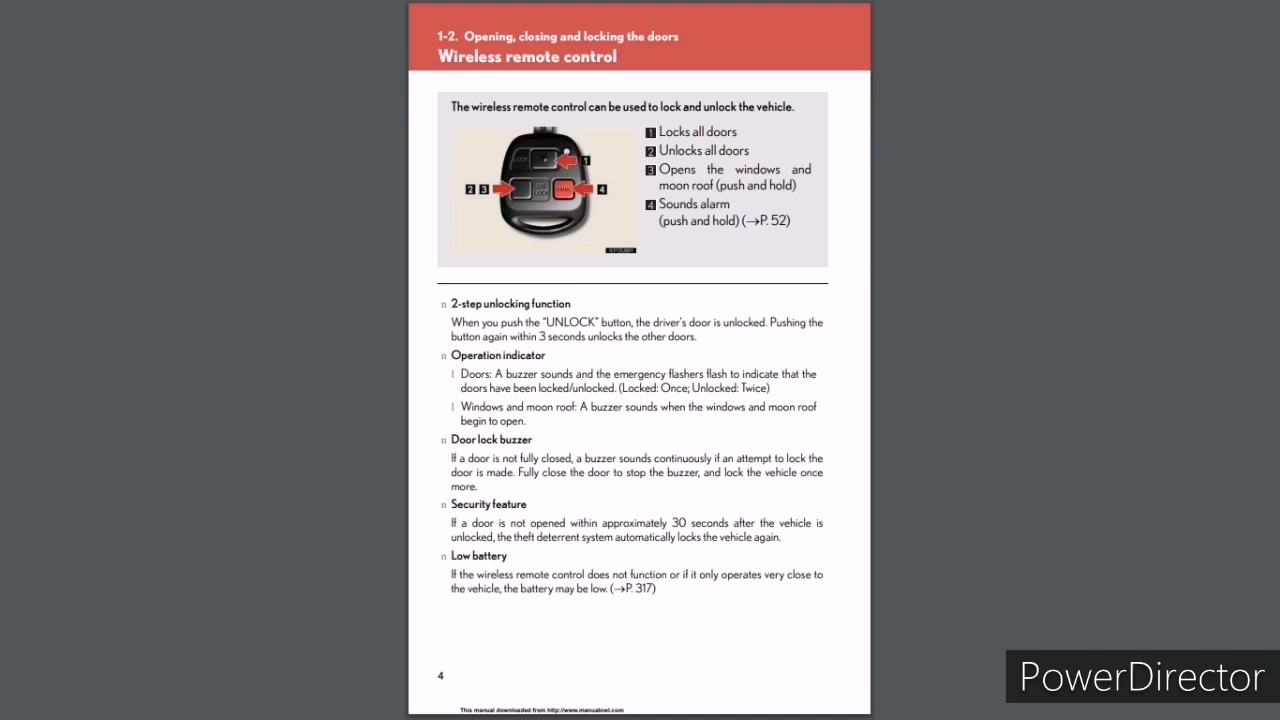 1-2. Opening, closing and locking the doors
Wireless remote control
The wireless remote control can be used to lock and unlock the vehicle.
1 Locks all doors
2 Unlocks all doors
3 Opens the windows and
moon roof (push and hold)
4 Sounds alarm
(push and hold) (→P. 52)
LOCK
1
2 3
UN
LOCK
PANIC
4
n 2-step unlocking function
When you push the “UNLOCK” button, the driver’s door is unlocked. Pushing the
button again within 3 seconds unlocks the other doors.
n Operation indicator
l Doors: A buzzer sounds and the emergency flashers flash to indicate that the
doors have been locked/unlocked. (Locked: Once; Unlocked: Twice)
l Windows and moon roof: A buzzer sounds when the windows and moon roof
begin to open.
n Door lock buzzer
If a door is not fully closed, a buzzer sounds continuously if an attempt to lock the
door is made. Fully close the door to stop the buzzer, and lock the vehicle once
more.
n Security feature
If a door is not opened within approximately 30 seconds after the vehicle is
unlocked, the theft deterrent system automatically locks the vehicle again.
n Low battery
If the wireless remote control does not function or if it only operates very close to
the vehicle, the battery may be low. (→P. 317)
4
This manual downloaded from http://www.manualowl.com
PowerDirector